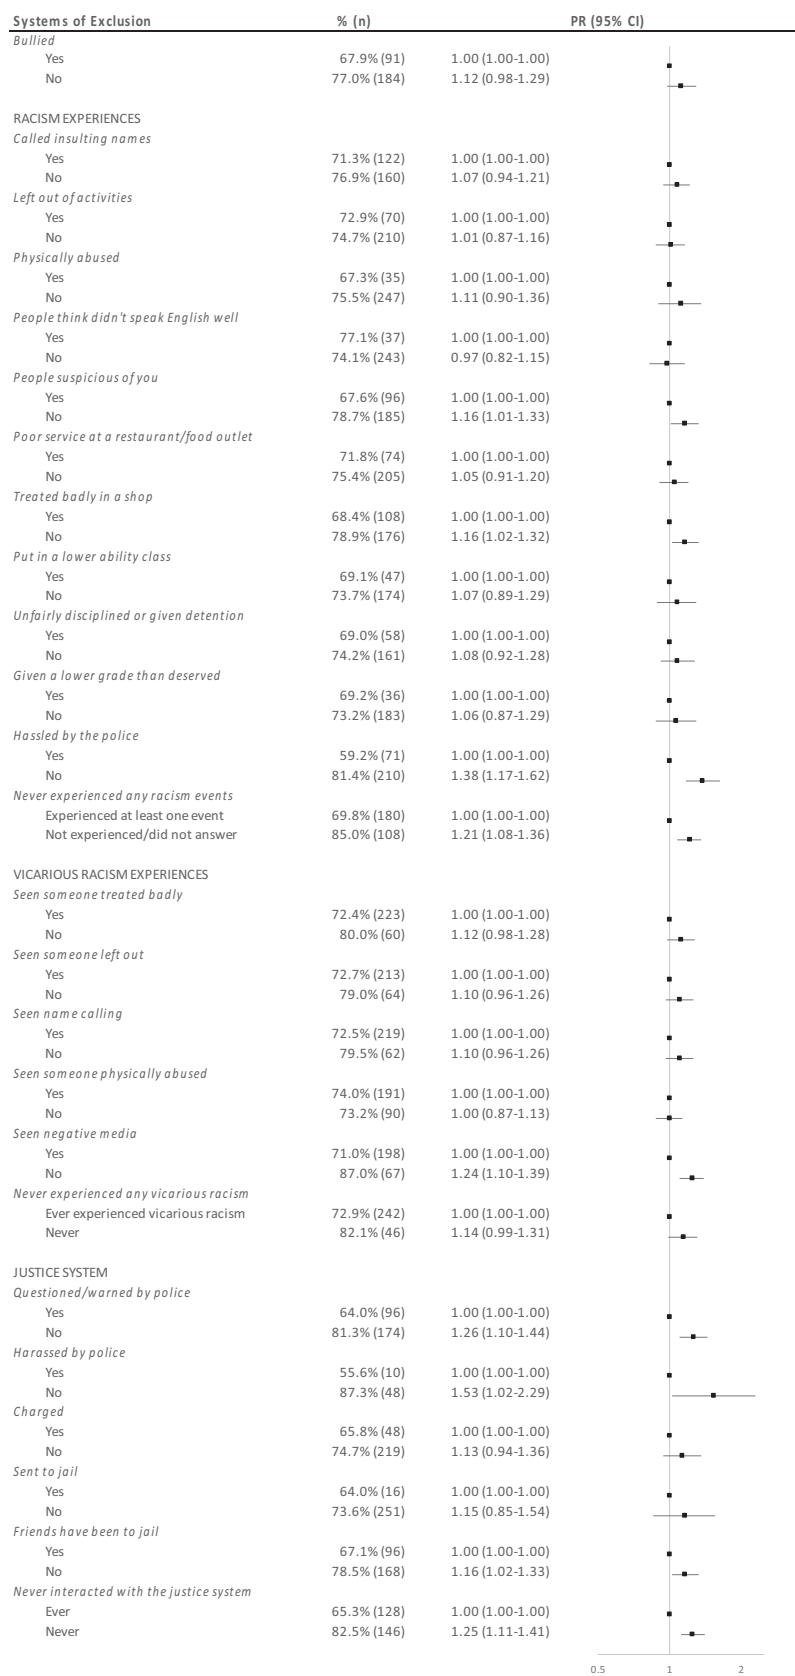 Systems of Exclusion % (n) PR (95% CI)
Bullied
Yes 67.9% (91) 1.00 (1.00-1.00)
No 77.0% (184) 1.12 (0.98-1.29)
RACISM EXPERIENCES
Called insulting names
Yes 71.3% (122) 1.00 (1.00-1.00)
No 76.9% (160) 1.07 (0.94-1.21)
Left out of activities
Yes 72.9% (70) 1.00 (1.00-1.00)
No 74.7% (210) 1.01 (0.87-1.16)
Physically abused
Yes 67.3% (35) 1.00 (1.00-1.00)
No 75.5% (247) 1.11 (0.90-1.36)
People think didn't speak English well
Yes 77.1% (37) 1.00 (1.00-1.00)
No 74.1% (243) 0.97 (0.82-1.15)
People suspicious of you
Yes 67.6% (96) 1.00 (1.00-1.00)
No 78.7% (185) 1.16 (1.01-1.33)
Poor service at a restaurant/food outlet
Yes 71.8% (74) 1.00 (1.00-1.00)
No 75.4% (205) 1.05 (0.91-1.20)
Treated badly in a shop
Yes 68.4% (108) 1.00 (1.00-1.00)
No 78.9% (176) 1.16 (1.02-1.32)
Put in a lower ability class
Yes 69.1% (47) 1.00 (1.00-1.00)
No 73.7% (174) 1.07 (0.89-1.29)
Unfairly disciplined or given detention
Yes 69.0% (58) 1.00 (1.00-1.00)
No 74.2% (161) 1.08 (0.92-1.28)
Given a lower grade than deserved
Yes 69.2% (36) 1.00 (1.00-1.00)
No 73.2% (183) 1.06 (0.87-1.29)
Hassled by the police
Yes 59.2% (71) 1.00 (1.00-1.00)
No 81.4% (210) 1.38 (1.17-1.62)
Never experienced any racism events
Experienced at least one event 69.8% (180) 1.00 (1.00-1.00)
Not experienced/did not answer 85.0% (108) 1.21 (1.08-1.36)
VICARIOUS RACISM EXPERIENCES
Seen someone treated badly
Yes 72.4% (223) 1.00 (1.00-1.00)
No 80.0% (60) 1.12 (0.98-1.28)
Seen someone left out
Yes 72.7% (213) 1.00 (1.00-1.00)
No 79.0% (64) 1.10 (0.96-1.26)
Seen name calling
Yes 72.5% (219) 1.00 (1.00-1.00)
No 79.5% (62) 1.10 (0.96-1.26)
Seen someone physically abused
Yes 74.0% (191) 1.00 (1.00-1.00)
No 73.2% (90) 1.00 (0.87-1.13)
Seen negative media
Yes 71.0% (198) 1.00 (1.00-1.00)
No 87.0% (67) 1.24 (1.10-1.39)
Never experienced any vicarious racism
Ever experienced vicarious racism 72.9% (242) 1.00 (1.00-1.00)
Never 82.1% (46) 1.14 (0.99-1.31)
JUSTICE SYSTEM
Questioned/warned by police
Yes 64.0% (96) 1.00 (1.00-1.00)
No 81.3% (174) 1.26 (1.10-1.44)
Harassed by police
Yes 55.6% (10) 1.00 (1.00-1.00)
No 87.3% (48) 1.53 (1.02-2.29)
Charged
Yes 65.8% (48) 1.00 (1.00-1.00)
No 74.7% (219) 1.13 (0.94-1.36)
Sent to jail
Yes 64.0% (16) 1.00 (1.00-1.00)
No 73.6% (251) 1.15 (0.85-1.54)
Friends have been to jail
Yes 67.1% (96) 1.00 (1.00-1.00)
No 78.5% (168) 1.16 (1.02-1.33)
Never interacted with the justice system
Ever 65.3% (128) 1.00 (1.00-1.00)
Never 82.5% (146) 1.25 (1.11-1.41)
0.5 1 2